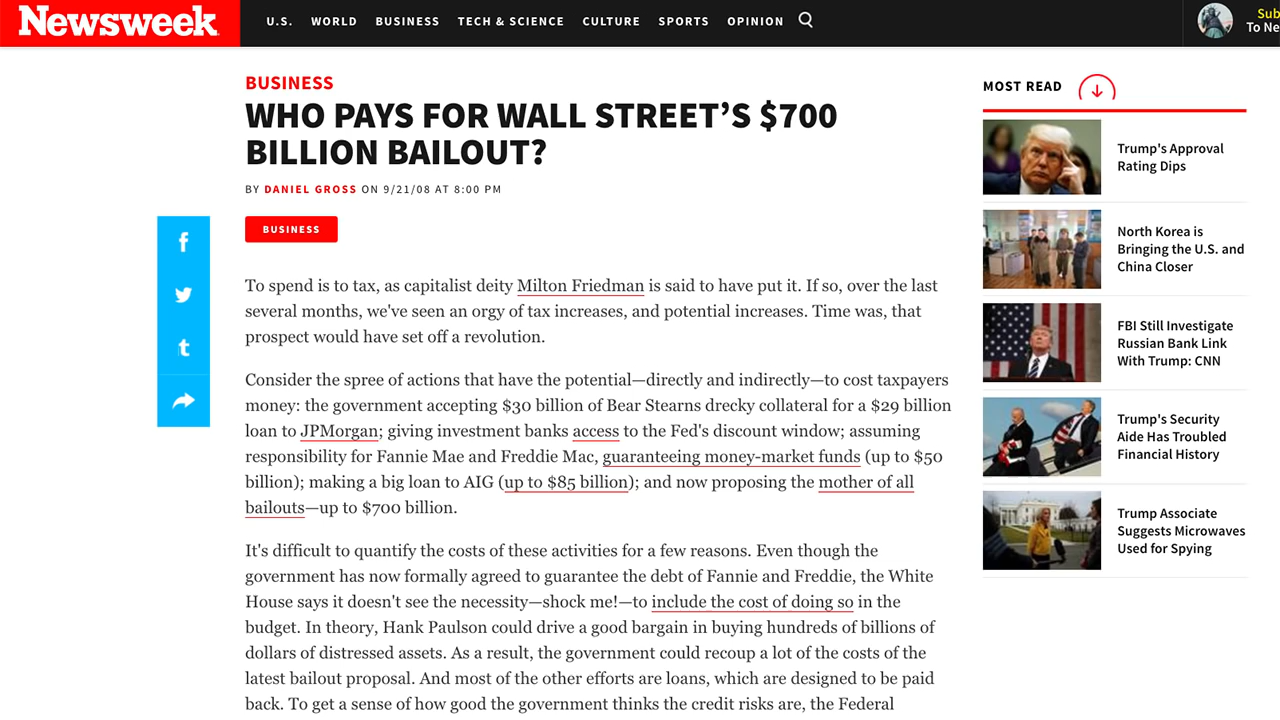 Newsweek
U.S. WORLD BUSINESS TECH & SCIENCE CULTURE SPORTS OPINION
Sub
To Ne
BUSINESS
WHO PAYS FOR WALL STREET’S $700
BILLION BAILOUT?
BY DANIEL GROSS ON 9/21/08 AT 8:00 PM
BUSINESS
To spend is to tax, as capitalist deity Milton Friedman is said to have put it. If so, over the last
several months, we've seen an orgy of tax increases, and potential increases. Time was, that
prospect would have set off a revolution.
Consider the spree of actions that have the potential—directly and indirectly—to cost taxpayers
money: the government accepting $30 billion of Bear Stearns drecky collateral for a $29 billion
loan to JPMorgan; giving investment banks access to the Fed's discount window; assuming
responsibility for Fannie Mae and Freddie Mac, guaranteeing money-market funds (up to $50
billion); making a big loan to AIG (up to $85 billion); and now proposing the mother of all
bailouts—up to $700 billion.
It's difficult to quantify the costs of these activities for a few reasons. Even though the
government has now formally agreed to guarantee the debt of Fannie and Freddie, the White
House says it doesn't see the necessity—shock me!—to include the cost of doing so in the
budget. In theory, Hank Paulson could drive a good bargain in buying hundreds of billions of
dollars of distressed assets. As a result, the government could recoup a lot of the costs of the
latest bailout proposal. And most of the other efforts are loans, which are designed to be paid
back. To get a sense of how good the government thinks the credit risks are, the Federal
MOST READ
Trump's Approval
Rating Dips
North Korea is
Bringing the U.S. and
China Closer
FBI Still Investigate
Russian Bank Link
With Trump: CNN
Trump's Security
Aide Has Troubled
Financial History
Trump Associate
Suggests Microwaves
Used for Spying